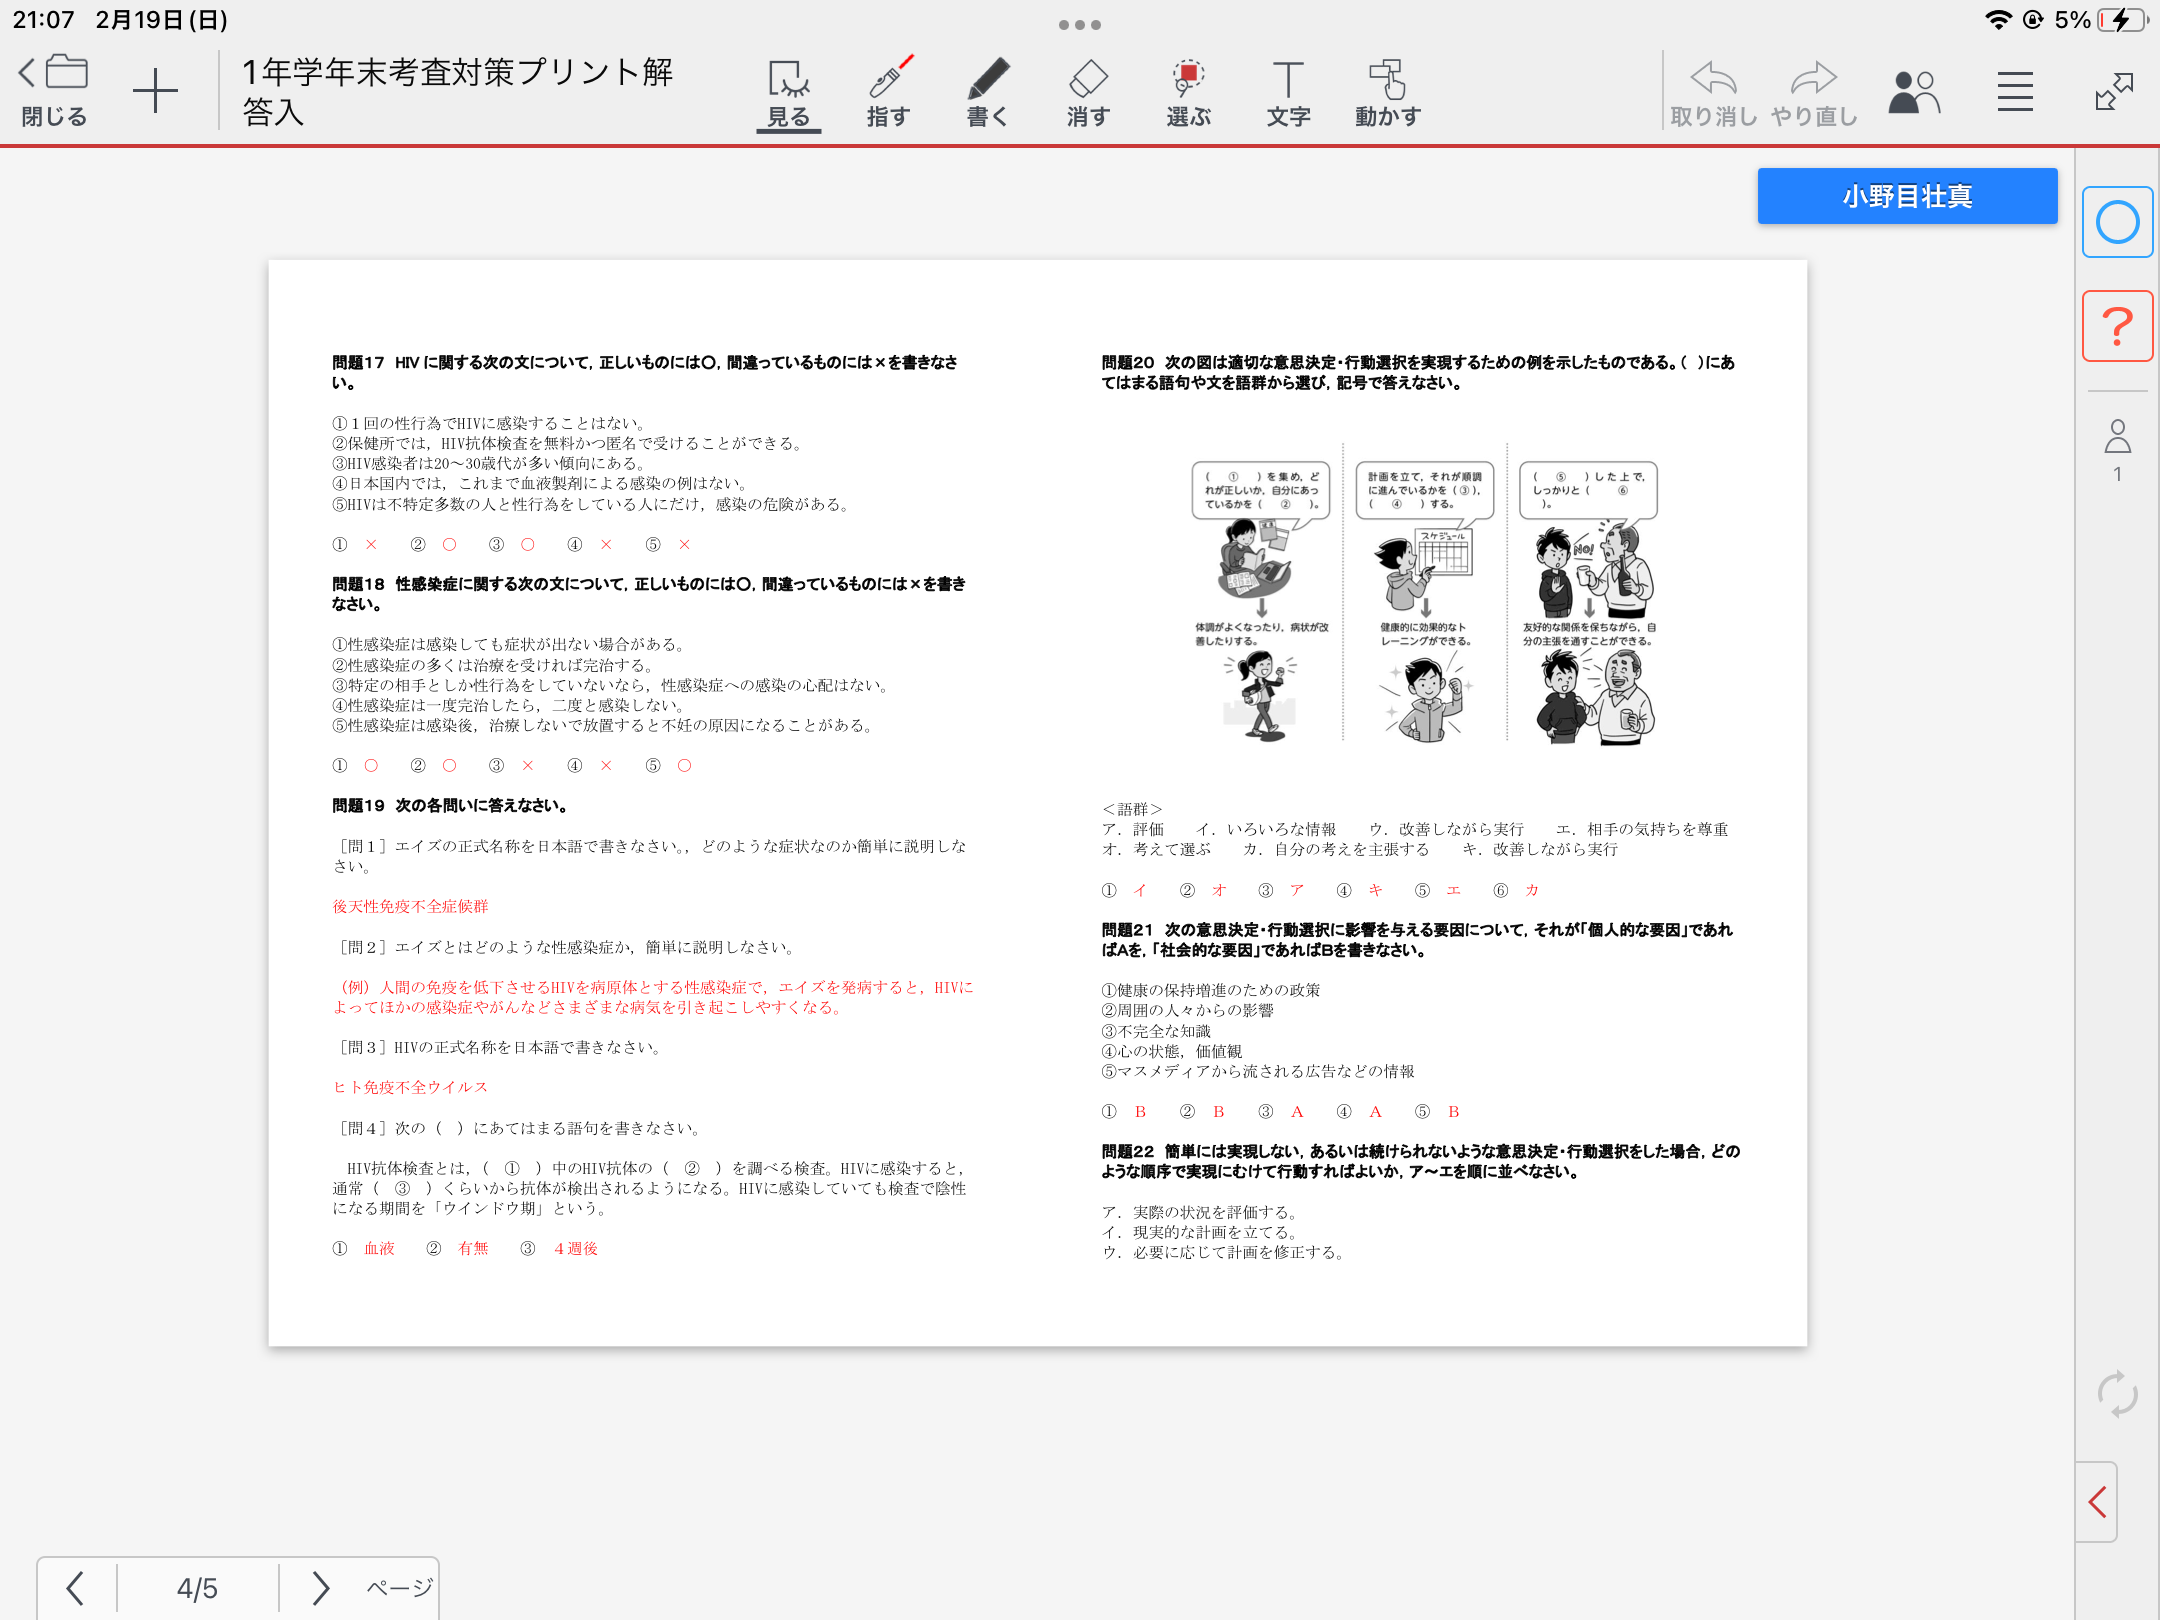 21:07 2月19日(日)
5%
閉じる
1年学年末考査対策プリント解
答入
見る
指す
書く
消す
選ぶ
文字
動かす
取り消し
やり直し
小野目壮真
?
1
問題17 HIVに関する次の文について，正しいものには〇，間違っているものには×を書きなさ
い。
①１回の性行為でHIVに感染することはない。
②保健所では，HIV抗体検査を無料かつ匿名で受けることができる。
③HIV感染者は20～30歳代が多い傾向にある。
④日本国内では，これまで血液製剤による感染の例はない。
⑤HIVは不特定多数の人と性行為をしている人にだけ，感染の危険がある。
① × ② ○ ③ ○ ④ × ⑤ ×
問題18 性感染症に関する次の文について，正しいものには〇，間違っているものには×を書き
なさい。
①性感染症は感染しても症状が出ない場合がある。
②性感染症の多くは治療を受ければ完治する。
③特定の相手としか性行為をしていないなら，性感染症への感染の心配はない。
④性感染症は一度完治したら，二度と感染しない。
⑤性感染症は感染後，治療しないで放置すると不妊の原因になることがある。
① ○ ② ○ ③ × ④ × ⑤ ○
問題19 次の各問いに答えなさい。
［問１］エイズの正式名称を日本語で書きなさい。，どのような症状なのか簡単に説明しな
さい。
後天性免疫不全症候群
［問２］エイズとはどのような性感染症か，簡単に説明しなさい。
（例）人間の免疫を低下させるHIVを病原体とする性感染症で，エイズを発病すると，HIVに
よってほかの感染症やがんなどさまざまな病気を引き起こしやすくなる。
［問３］HIVの正式名称を日本語で書きなさい。
ヒト免疫不全ウイルス
［問４］次の（　）にあてはまる語句を書きなさい。
HIV抗体検査とは，（　①　）中のHIV抗体の（　②　）を調べる検査。HIVに感染すると，
通常（　③　）くらいから抗体が検出されるようになる。HIVに感染していても検査で陰性
になる期間を「ウインドウ期」という。
① 血液 ② 有無 ③ ４週後
問題20 次の図は適切な意思決定・行動選択を実現するための例を示したものである。（　）にあ
てはまる語句や文を語群から選び，記号で答えなさい。
（　①　）を集め，ど
れが正しいか，自分にあっ
ているかを（　②　）。
計画を立て，それが順調
に進んでいるかを（③），
（　④　）する。
（　⑤　）した上で，
しっかりと（　⑥
）。
スケジュール
NO!
体調がよくなったり，病状が改
善したりする。
健康的に効果的なト
レーニングができる。
友好的な関係を保ちながら，自
分の主張を通すことができる。
＜語群＞
ア．評価　イ．いろいろな情報　ウ．改善しながら実行　エ．相手の気持ちを尊重
オ．考えて選ぶ　カ．自分の考えを主張する　キ．改善しながら実行
① イ ② オ ③ ア ④ キ ⑤ エ ⑥ カ
問題21 次の意思決定・行動選択に影響を与える要因について，それが「個人的な要因」であれ
ばAを，「社会的な要因」であればBを書きなさい。
①健康の保持増進のための政策
②周囲の人々からの影響
③不完全な知識
④心の状態，価値観
⑤マスメディアから流される広告などの情報
① B ② B ③ A ④ A ⑤ B
問題22 簡単には実現しない，あるいは続けられないような意思決定・行動選択をした場合，どの
ような順序で実現にむけて行動すればよいか，ア～エを順に並べなさい。
ア．実際の状況を評価する。
イ．現実的な計画を立てる。
ウ．必要に応じて計画を修正する。
4/5
ページ